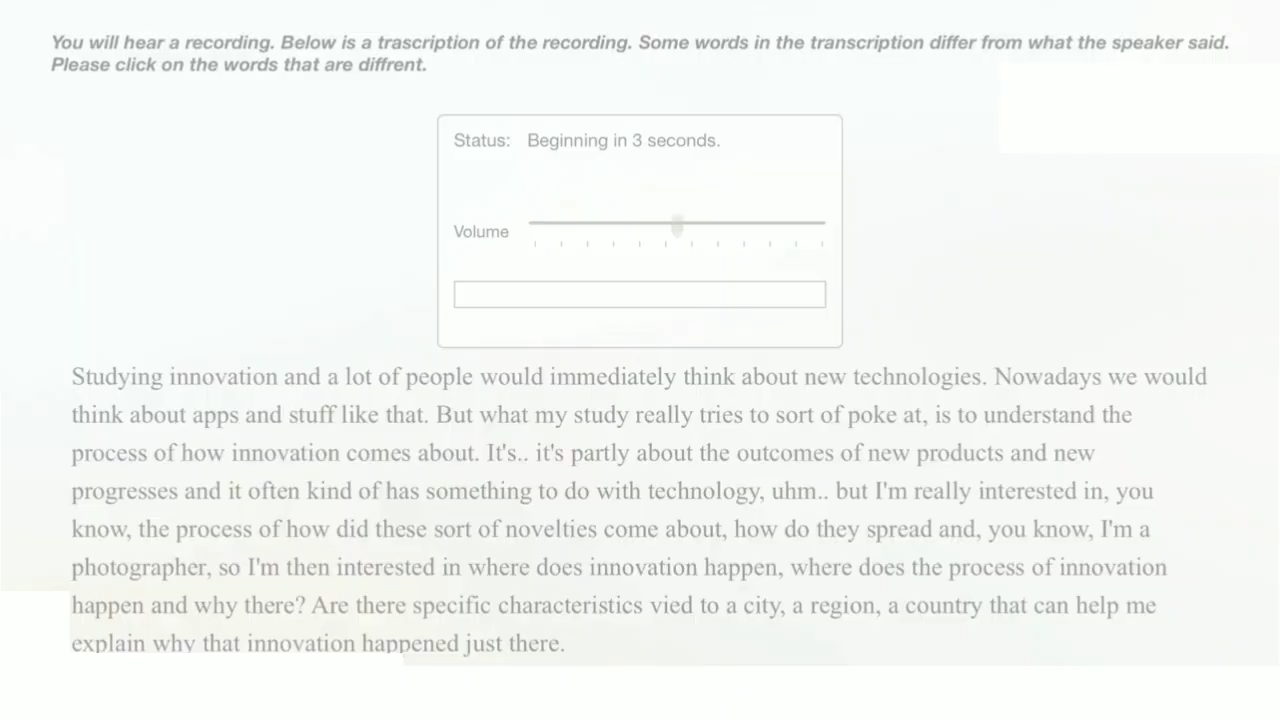 You will hear a recording. Below is a trascription of the recording. Some words in the transcription differ from what the speaker said.
Please click on the words that are diffrent.
Status: Beginning in 3 seconds.
Volume
Studying innovation and a lot of people would immediately think about new technologies. Nowadays we would
think about apps and stuff like that. But what my study really tries to sort of poke at, is to understand the
process of how innovation comes about. It's.. it's partly about the outcomes of new products and new
progresses and it often kind of has something to do with technology, uhm.. but I'm really interested in, you
know, the process of how did these sort of novelties come about, how do they spread and, you know, I'm a
photographer, so I'm then interested in where does innovation happen, where does the process of innovation
happen and why there? Are there specific characteristics vied to a city, a region, a country that can help me
explain why that innovation happened just there.